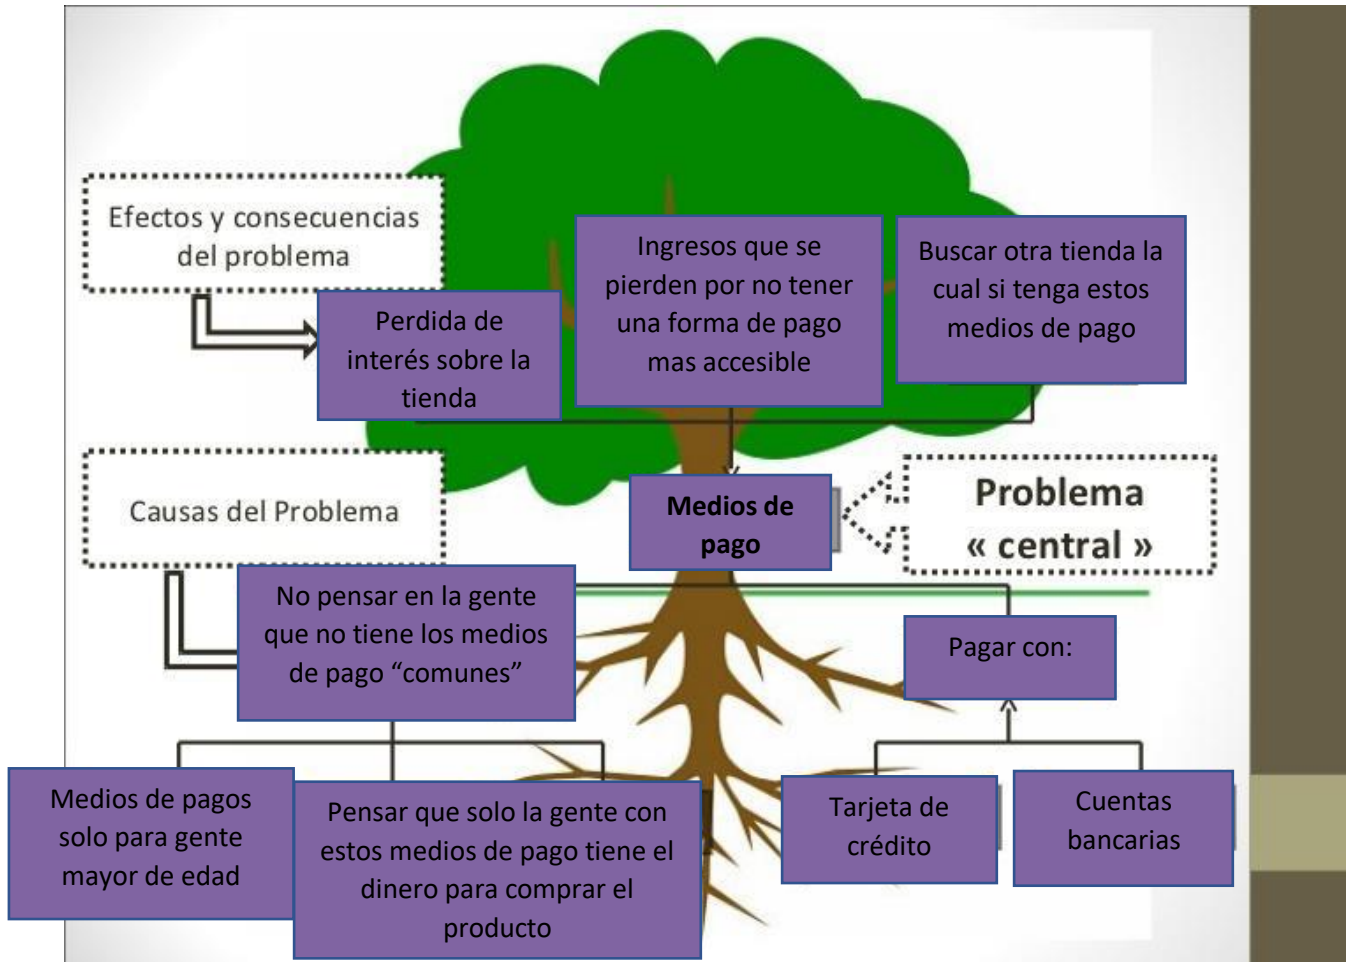 Efectos y consecuencias
del problema
Perdida de
interés sobre la
tienda
Ingresos que se
pierden por no tener
una forma de pago
mas accesible
Buscar otra tienda la
cual si tenga estos
medios de pago
Causas del Problema
Medios de
pago
Problema
« central »
No pensar en la gente
que no tiene los medios
de pago “comunes”
Pagar con:
Medios de pagos
solo para gente
mayor de edad
Pensar que solo la gente con
estos medios de pago tiene el
dinero para comprar el
producto
Tarjeta de
crédito
Cuentas
bancarias